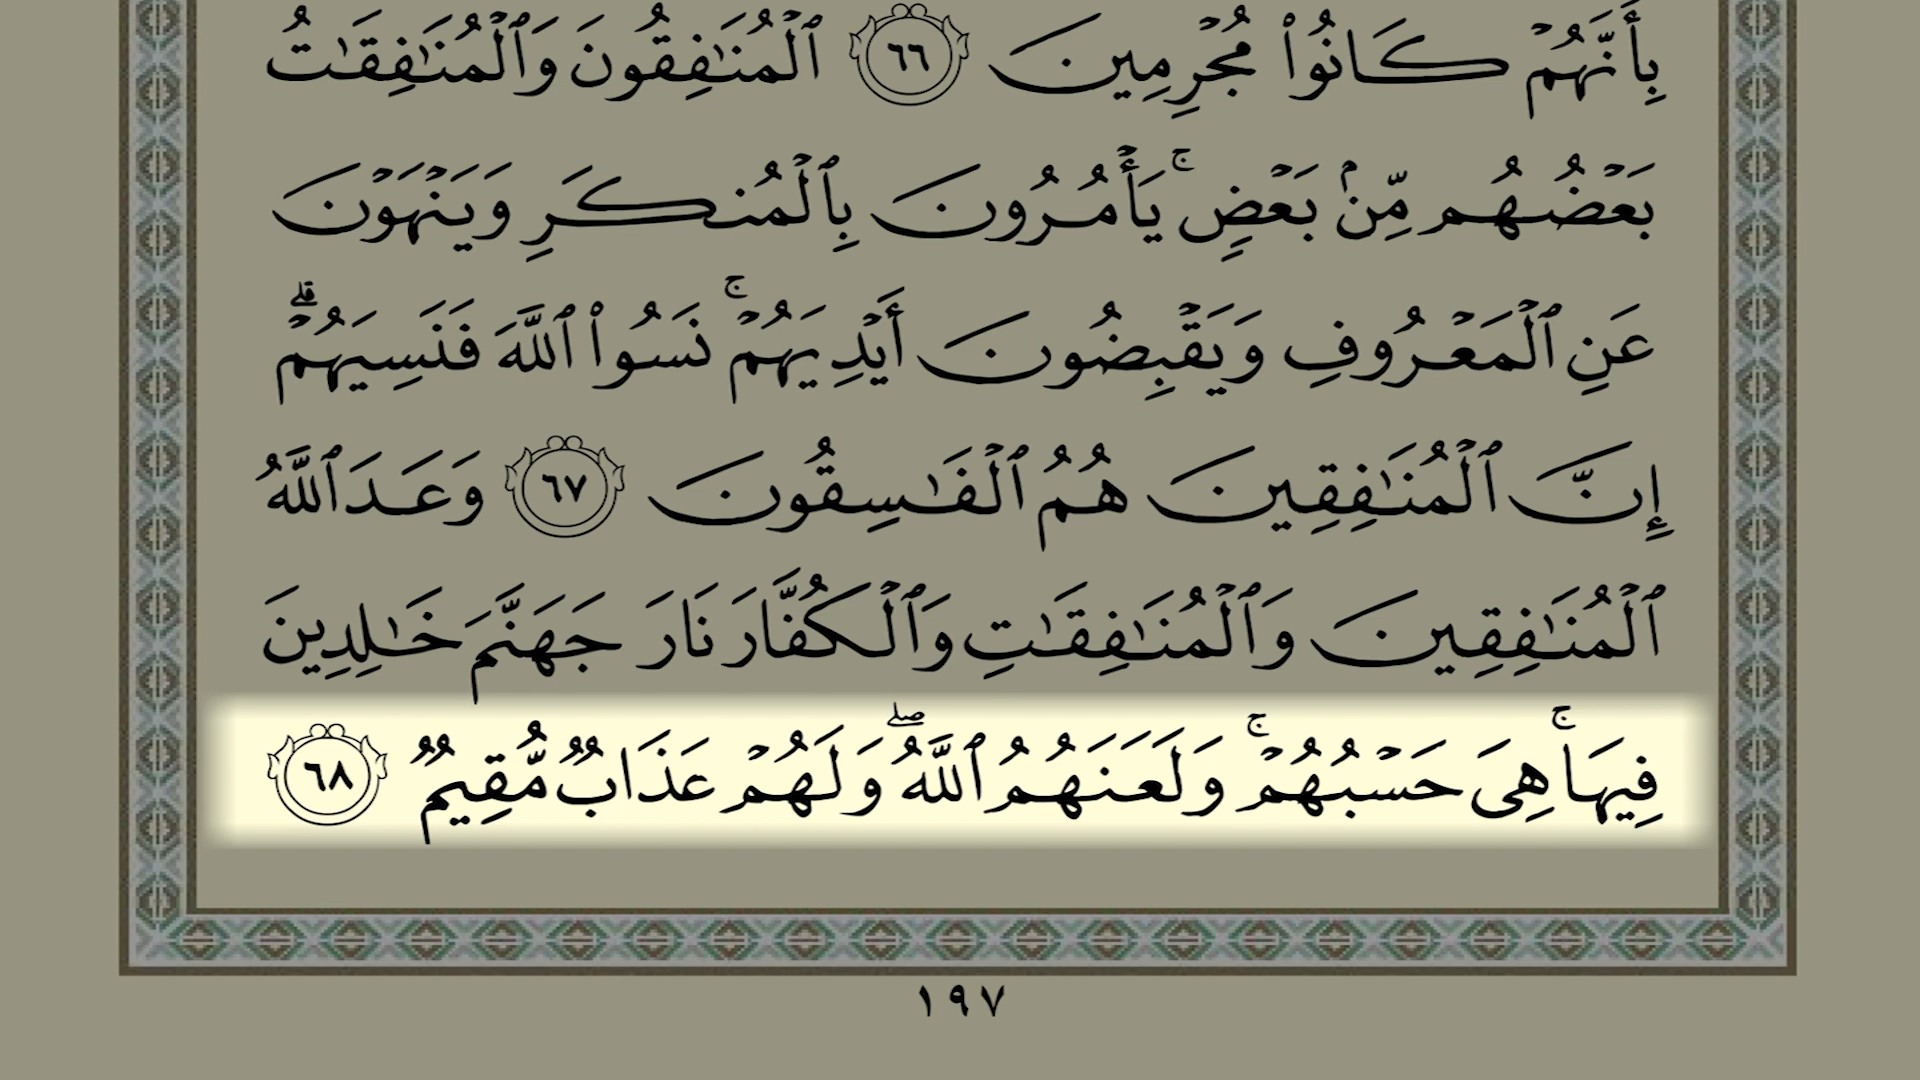 بِأَنَّهُمۡ كَانُواْ مُجۡرِمِينَ ٦٦ ٱلۡمُنَٰفِقُونَ وَٱلۡمُنَٰفِقَٰتُ
بَعۡضُهُم مِّنۢ بَعۡضٖۚ يَأۡمُرُونَ بِٱلۡمُنكَرِ وَيَنۡهَوۡنَ
عَنِ ٱلۡمَعۡرُوفِ وَيَقۡبِضُونَ أَيۡدِيَهُمۡۚ نَسُواْ ٱللَّهَ فَنَسِيَهُمۡۗ
إِنَّ ٱلۡمُنَٰفِقِينَ هُمُ ٱلۡفَٰسِقُونَ ٦٧ وَعَدَ ٱللَّهُ
ٱلۡمُنَٰفِقِينَ وَٱلۡمُنَٰفِقَٰتِ وَٱلۡكُفَّارَ نَارَ جَهَنَّمَ خَٰلِدِينَ
فِيهَاۚ هِيَ حَسۡبُهُمۡۚ وَلَعَنَهُمُ ٱللَّهُۖ وَلَهُمۡ عَذَابٞ مُّقِيمٞ ٦٨
١٩٧